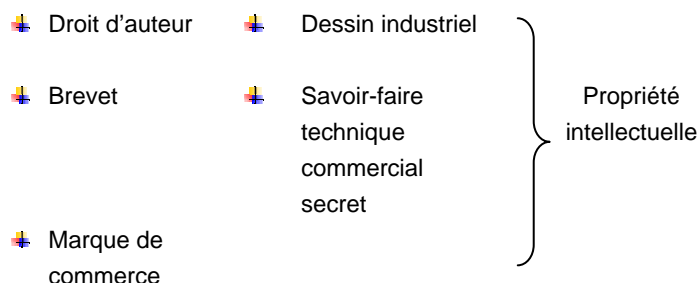 Droit d’auteur
Dessin industriel
Brevet
Savoir-faire
technique
commercial
secret
Propriété
intellectuelle
Marque de
commerce